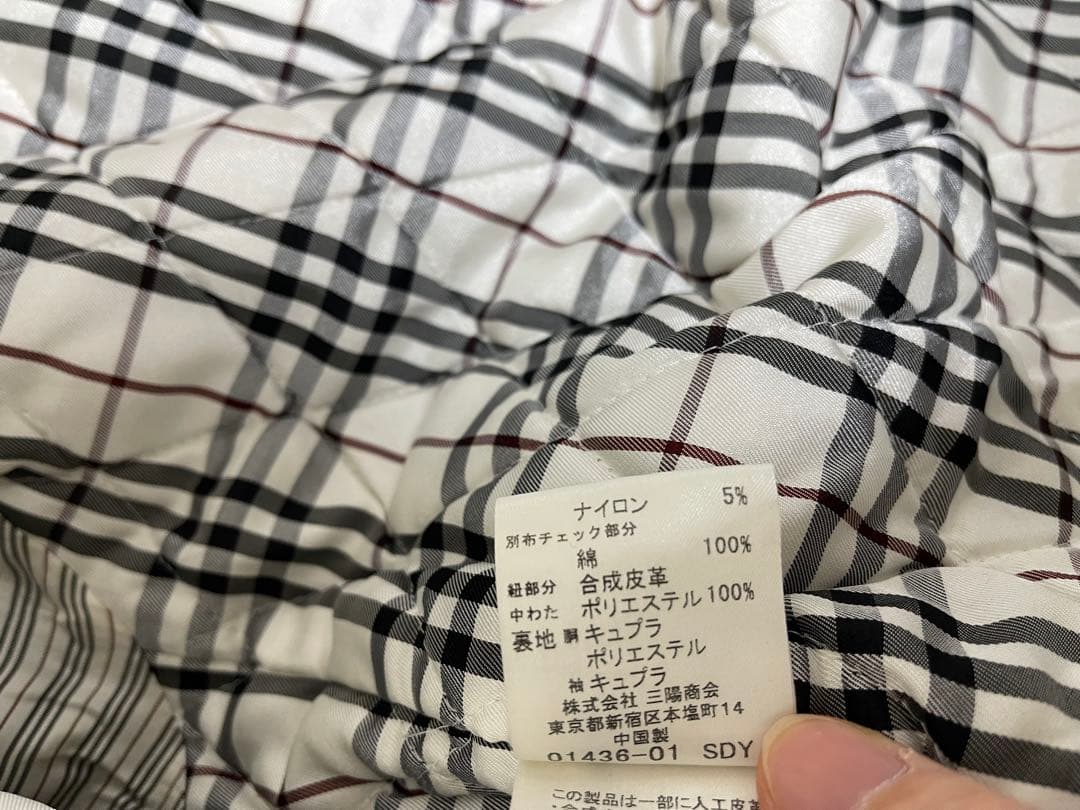 ナイロン 5%
別布チェック部分
綿 100%
紐部分 合成皮革
中わた ポリエステル 100%
裏地 胴 キュプラ
ポリエステル
袖 キュプラ
株式会社 三陽商会
東京都新宿区本塩町14
中国製
91436-01 SDY
この製品は一部に人工皮革